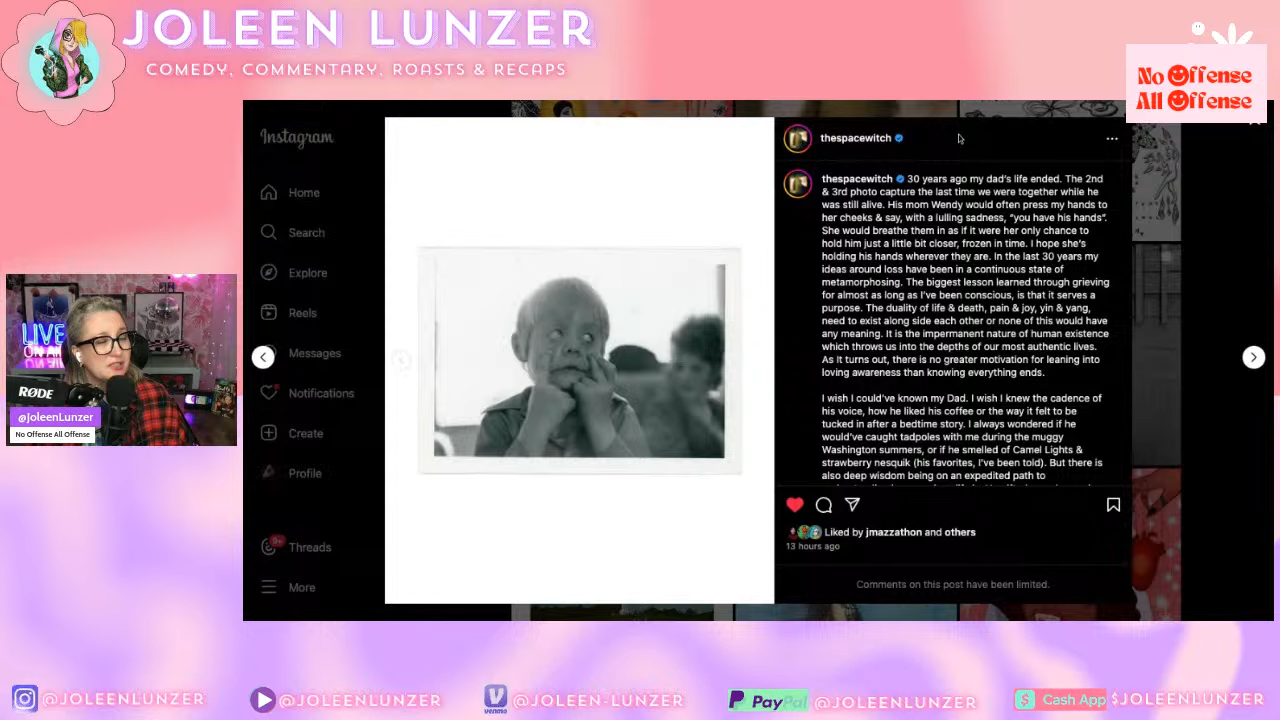 JOLEEN LUNZER
COMEDY, COMMENTARY, ROASTS & RECAPS
No Offense
All Offense
Instagram
Home
Search
Explore
Reels
Messages
Notifications
Create
Profile
9+
Threads
More
LIVE
ON AIR
RØDE
@JoleenLunzer
No Offense All Offense
thespacewitch
thespacewitch 30 years ago my dad's life ended. The 2nd
& 3rd photo capture the last time we were together while he
was still alive. His mom Wendy would often press my hands to
her cheeks & say, with a lulling sadness, "you have his hands".
She would breathe them in as if it were her only chance to
hold him just a little bit closer, frozen in time. I hope she's
holding his hands wherever they are. In the last 30 years my
ideas around loss have been in a continuous state of
metamorphosing. The biggest lesson learned through grieving
for almost as long as I've been conscious, is that it serves a
purpose. The duality of life & death, pain & joy, yin & yang,
need to exist along side each other or none of this would have
any meaning. It is the impermanent nature of human existence
which throws us into the depths of our most authentic lives.
As It turns out, there is no greater motivation for leaning into
loving awareness than knowing everything ends.
I wish I could've known my Dad. I wish I knew the cadence of
his voice, how he liked his coffee or the way it felt to be
tucked in after a bedtime story. I always wondered if he
would've caught tadpoles with me during the muggy
Washington summers, or if he smelled of Camel Lights &
strawberry nesquik (his favorites, I've been told). But there is
also deep wisdom being on an expedited path to
Liked by jmazzathon and others
13 hours ago
Comments on this post have been limited.
@JOLEENLUNZER
@JOLEENLUNZER
venmo
@JOLEEN-LUNZER
PayPal
@JOLEENLUNZER
Cash App
$JOLEENLUNZER